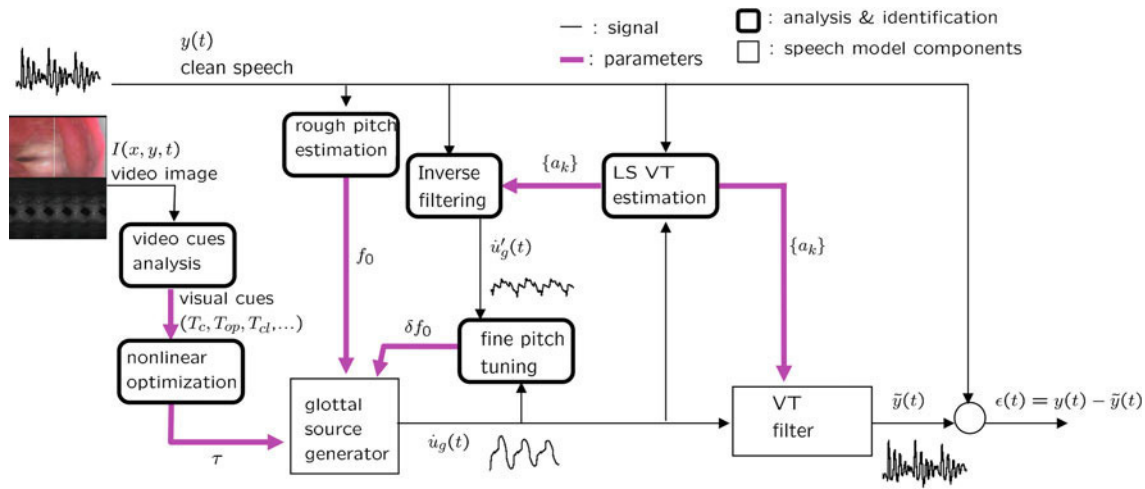 y(t)
clean speech
— : signal
: parameters
: analysis & identification
: speech model components
I(x, y, t)
video image
rough pitch
estimation
Inverse
filtering
{a_k}
LS VT
estimation
video cues
analysis
f_0
u̇′_g(t)
{a_k}
visual cues
(T_c, T_op, T_cl, …)
δf_0
fine pitch
tuning
nonlinear
optimization
glottal
source
generator
τ
u̇_g(t)
VT
filter
ỹ(t)
ϵ(t) = y(t) − ỹ(t)